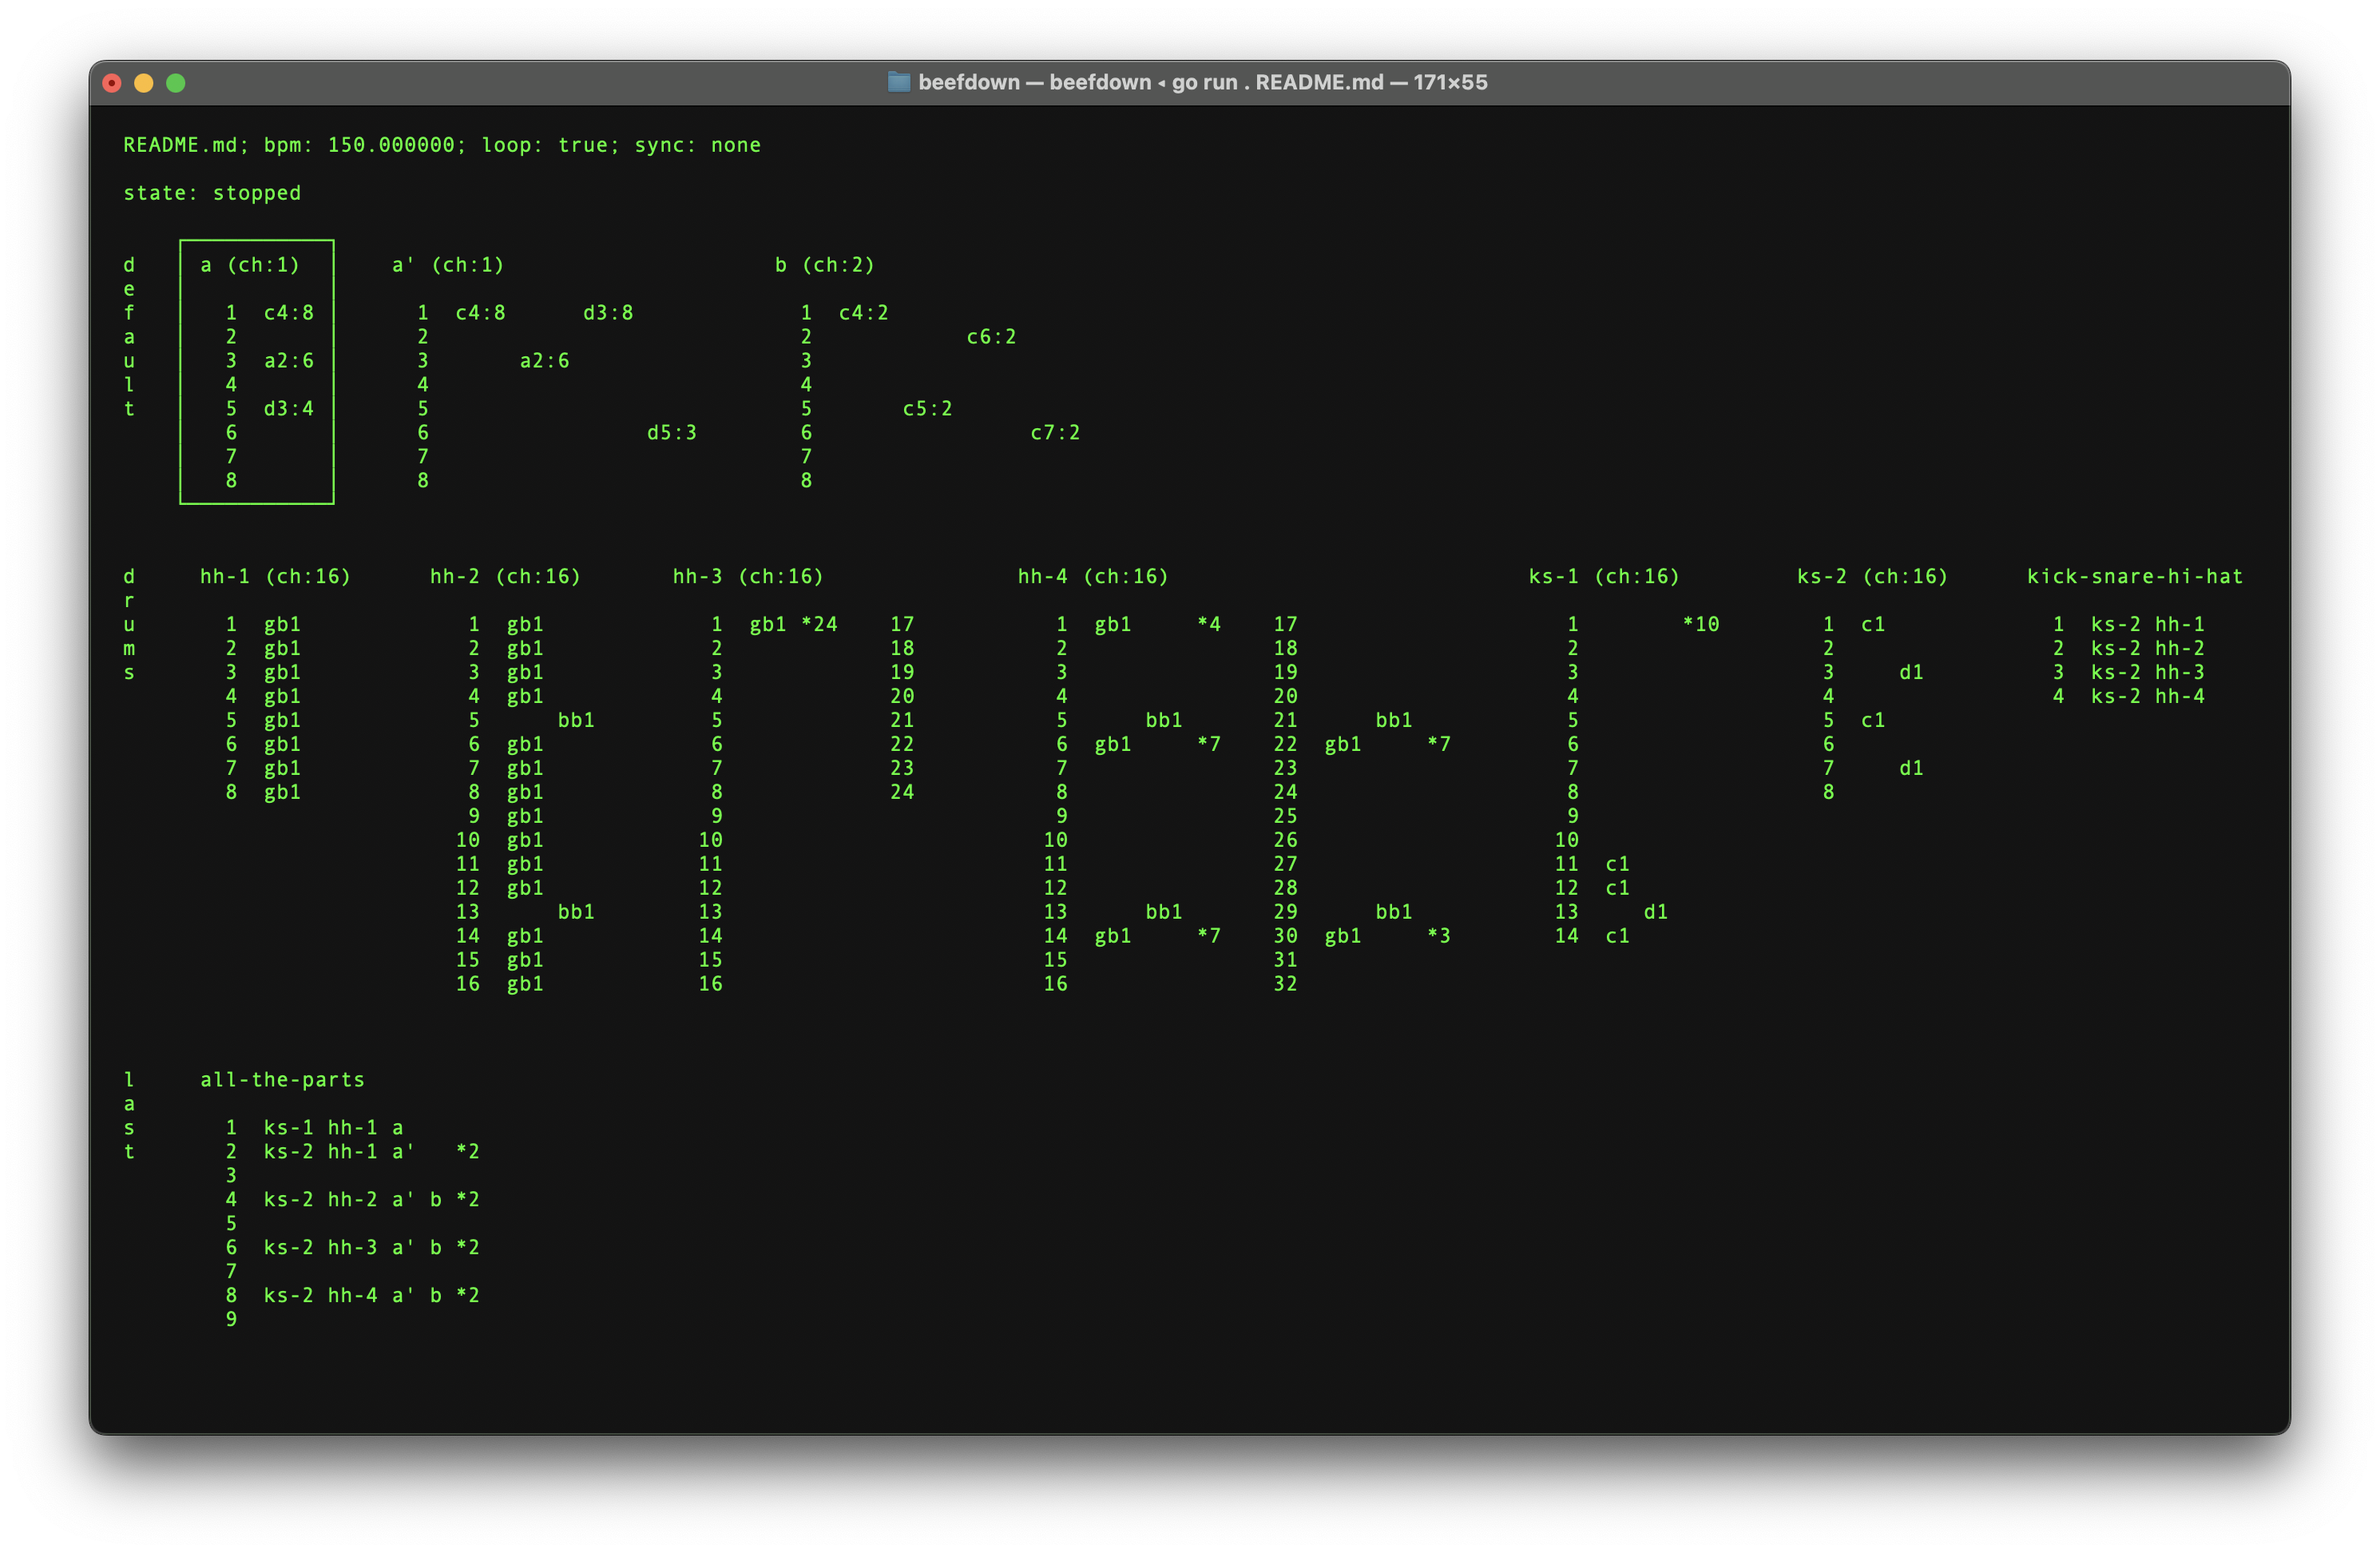 beefdown — beefdown ◂ go run . README.md — 171×55
README.md; bpm: 150.000000; loop: true; sync: none
state: stopped
d a (ch:1) a' (ch:1) b (ch:2)
e
f 1 c4:8 1 c4:8 d3:8 1 c4:2
a 2 2 2 c6:2
u 3 a2:6 3 a2:6 3
l 4 4 4
t 5 d3:4 5 5 c5:2
6 6 d5:3 6 c7:2
7 7 7
8 8 8
d hh-1 (ch:16) hh-2 (ch:16) hh-3 (ch:16) hh-4 (ch:16) ks-1 (ch:16) ks-2 (ch:16) kick-snare-hi-hat
r
u 1 gb1 1 gb1 1 gb1 *24 17 1 gb1 *4 17 1 *10 1 c1 1 ks-2 hh-1
m 2 gb1 2 gb1 2 18 2 18 2 2 2 ks-2 hh-2
s 3 gb1 3 gb1 3 19 3 19 3 3 d1 3 ks-2 hh-3
4 gb1 4 gb1 4 20 4 20 4 4 4 ks-2 hh-4
5 gb1 5 bb1 5 21 5 bb1 21 bb1 5 5 c1
6 gb1 6 gb1 6 22 6 gb1 *7 22 gb1 *7 6 6
7 gb1 7 gb1 7 23 7 23 7 7 d1
8 gb1 8 gb1 8 24 8 24 8 8
9 gb1 9 9 25 9
10 gb1 10 10 26 10
11 gb1 11 11 27 11 c1
12 gb1 12 12 28 12 c1
13 bb1 13 13 bb1 29 bb1 13 d1
14 gb1 14 14 gb1 *7 30 gb1 *3 14 c1
15 gb1 15 15 31
16 gb1 16 16 32
l all-the-parts
a
s 1 ks-1 hh-1 a
t 2 ks-2 hh-1 a' *2
3
4 ks-2 hh-2 a' b *2
5
6 ks-2 hh-3 a' b *2
7
8 ks-2 hh-4 a' b *2
9